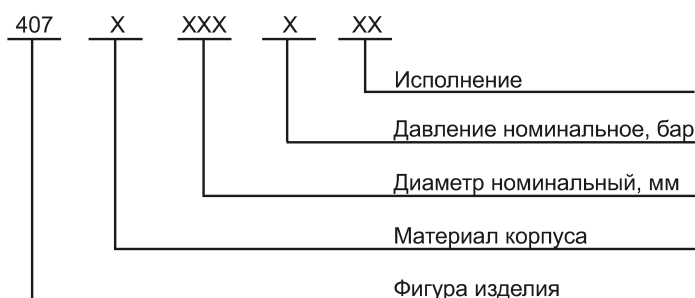 407 X XXX X XX
Исполнение
Давление номинальное, бар
Диаметр номинальный, мм
Материал корпуса
Фигура изделия